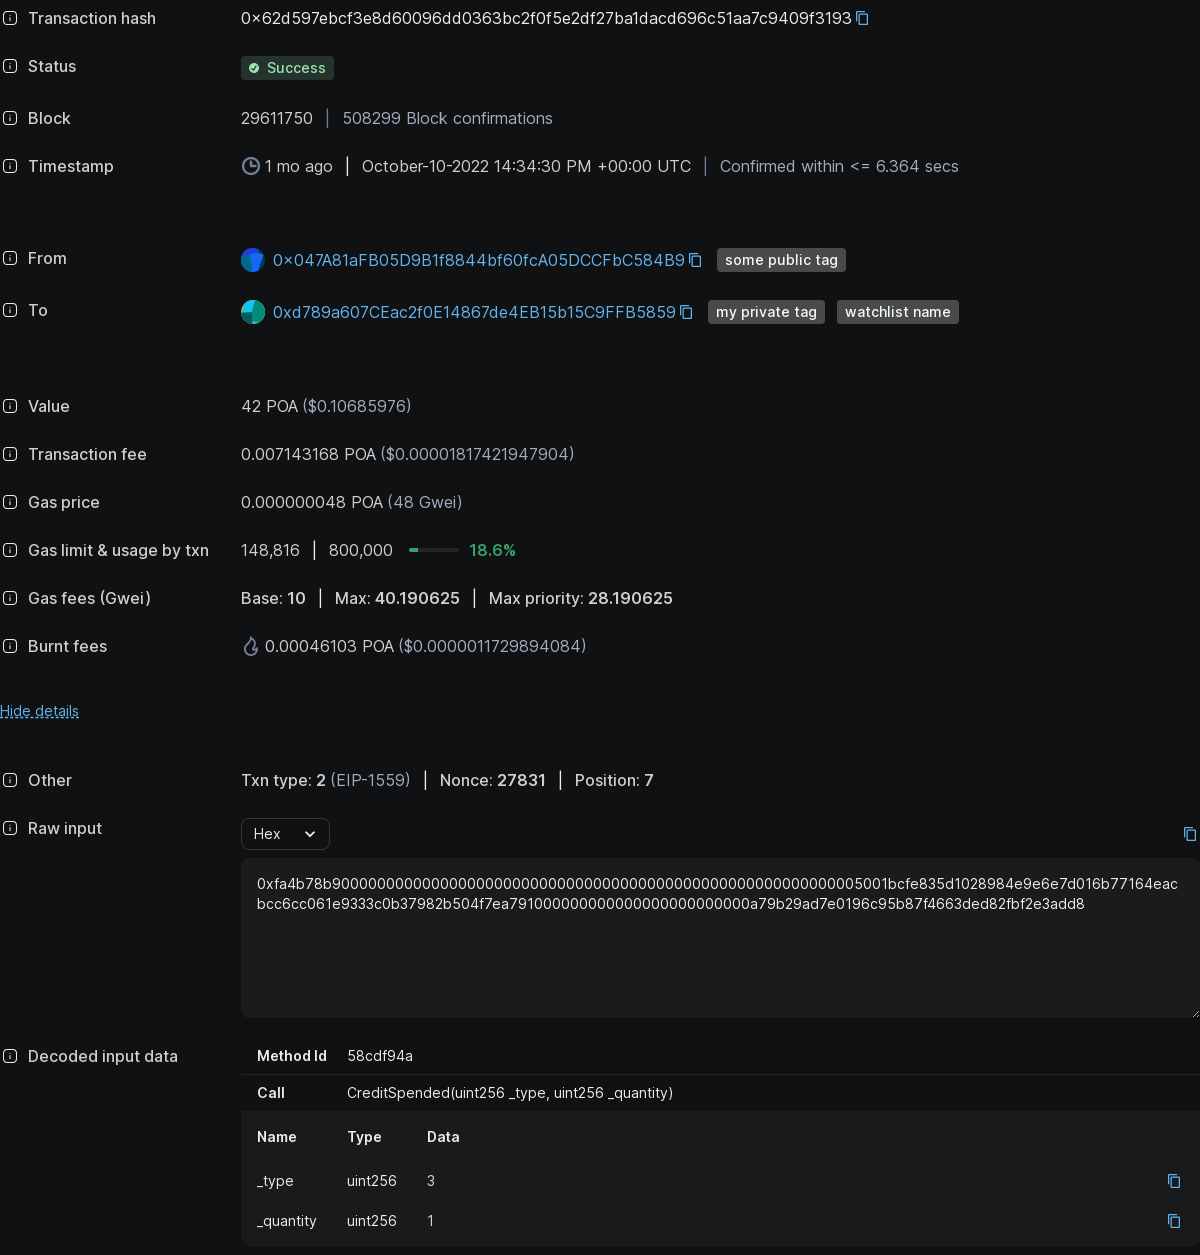 Transaction hash 0x62d597ebcf3e8d60096dd0363bc2f0f5e2df27ba1dacd696c51aa7c9409f3193
Status Success
Block 29611750 | 508299 Block confirmations
Timestamp 1 mo ago | October-10-2022 14:34:30 PM +00:00 UTC | Confirmed within <= 6.364 secs
From 0x047A81aFB05D9B1f8844bf60fcA05DCCFbC584B9 some public tag
To 0xd789a607CEac2f0E14867de4EB15b15C9FFB5859 my private tag watchlist name
Value 42 POA ($0.10685976)
Transaction fee 0.007143168 POA ($0.00001817421947904)
Gas price 0.000000048 POA (48 Gwei)
Gas limit & usage by txn 148,816 | 800,000 18.6%
Gas fees (Gwei) Base: 10 | Max: 40.190625 | Max priority: 28.190625
Burnt fees 0.00046103 POA ($0.0000011729894084)
Hide details
Other Txn type: 2 (EIP-1559) | Nonce: 27831 | Position: 7
Raw input Hex
0xfa4b78b90000000000000000000000000000000000000000000000000000000005001bcfe835d1028984e9e6e7d016b77164eac
bcc6cc061e9333c0b37982b504f7ea791000000000000000000000000a79b29ad7e0196c95b87f4663ded82fbf2e3add8
Decoded input data Method Id 58cdf94a
Call CreditSpended(uint256 _type, uint256 _quantity)
Name Type Data
_type uint256 3
_quantity uint256 1